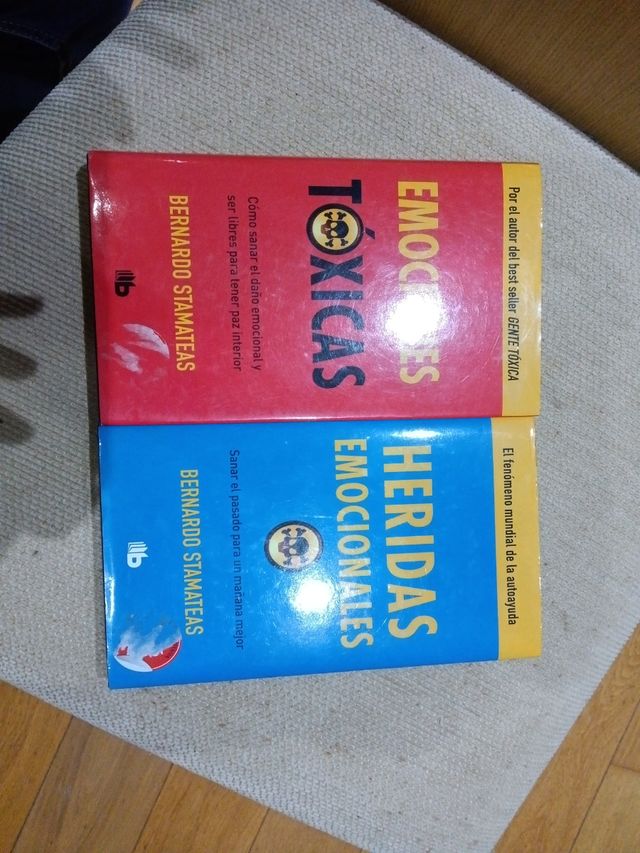 Por el autor del best seller GENTE TÓXICA
EMOCIONES
TÓXICAS
Cómo sanar el daño emocional y
ser libres para tener paz interior
BERNARDO STAMATEAS
b
El fenómeno mundial de la autoayuda
HERIDAS
EMOCIONALES
Sanar el pasado para un mañana mejor
BERNARDO STAMATEAS
b